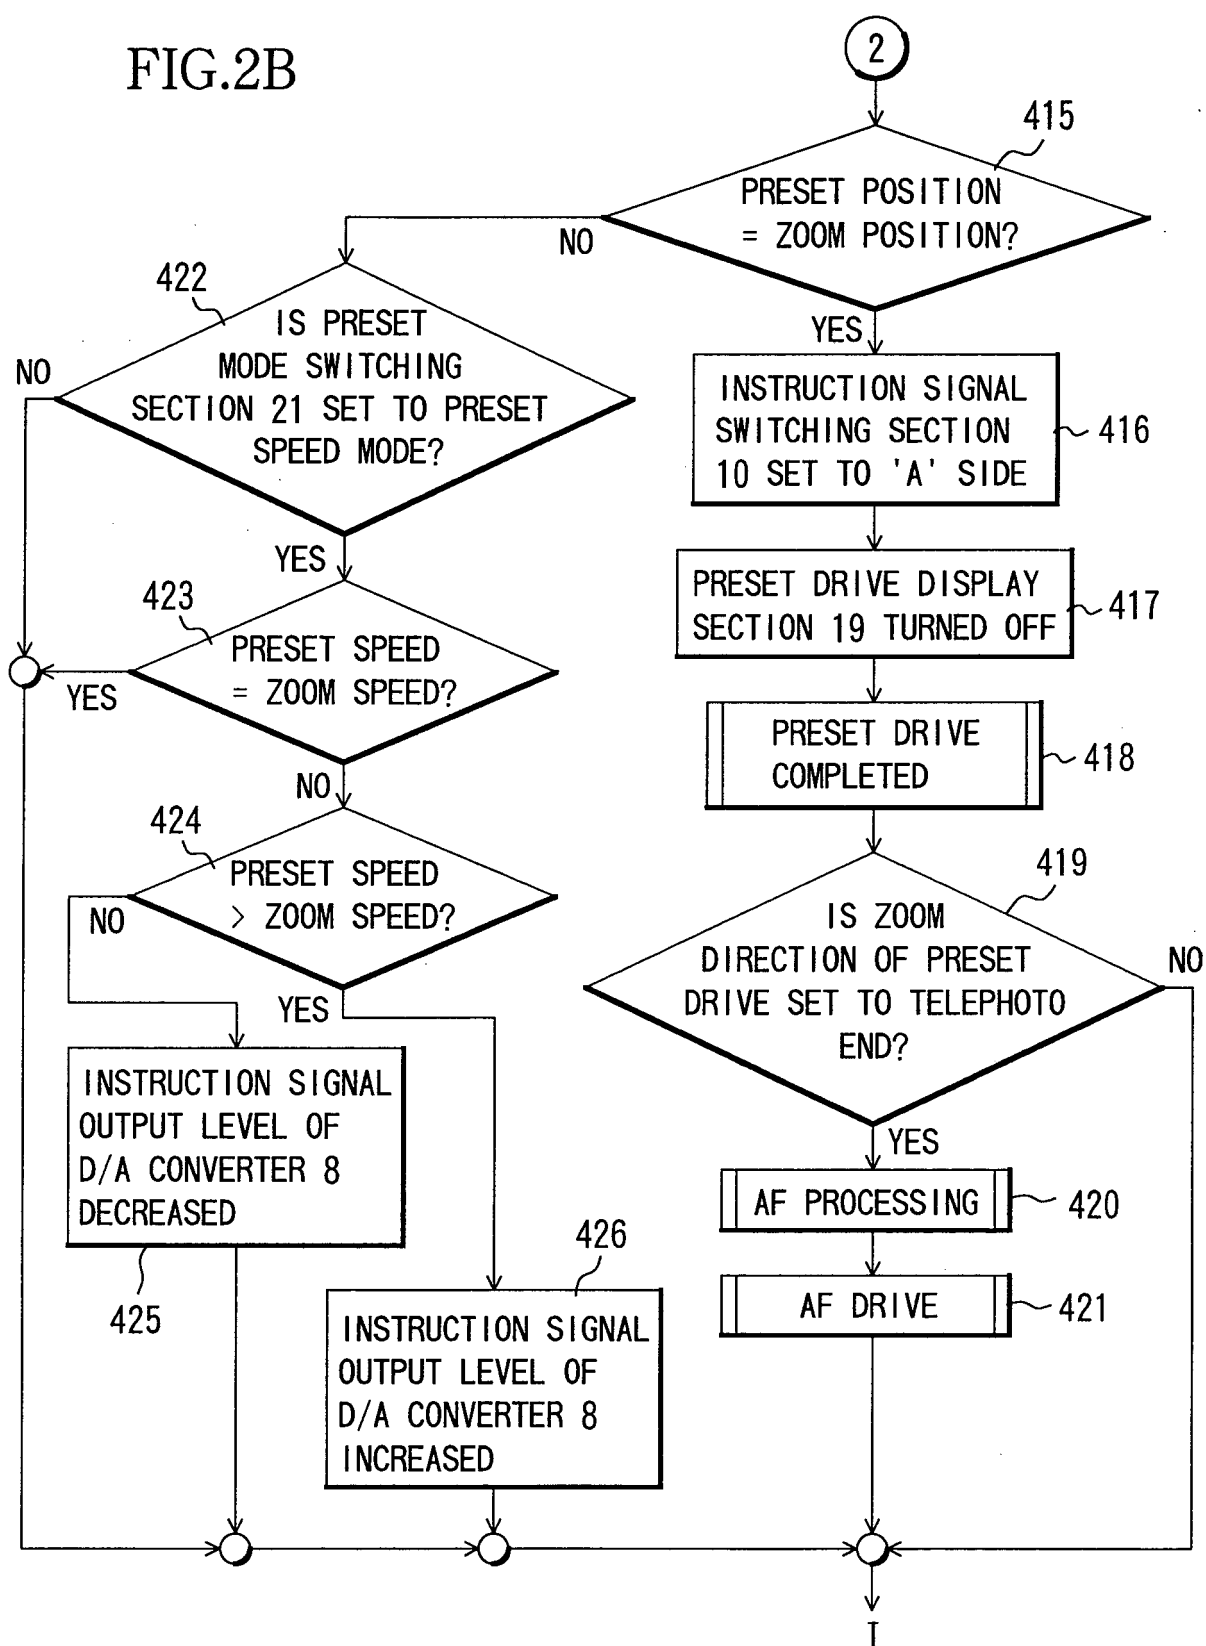 FIG.2B
2
415
PRESET POSITION
= ZOOM POSITION?
NO
YES
422
IS PRESET
MODE SWITCHING
SECTION 21 SET TO PRESET
SPEED MODE?
NO
YES
INSTRUCTION SIGNAL
SWITCHING SECTION
10 SET TO 'A' SIDE
416
PRESET DRIVE DISPLAY
SECTION 19 TURNED OFF
417
423
PRESET SPEED
= ZOOM SPEED?
YES
NO
PRESET DRIVE
COMPLETED
418
424
PRESET SPEED
> ZOOM SPEED?
NO
YES
419
IS ZOOM
DIRECTION OF PRESET
DRIVE SET TO TELEPHOTO
END?
NO
YES
INSTRUCTION SIGNAL
OUTPUT LEVEL OF
D/A CONVERTER 8
DECREASED
425
AF PROCESSING
420
426
INSTRUCTION SIGNAL
OUTPUT LEVEL OF
D/A CONVERTER 8
INCREASED
AF DRIVE
421